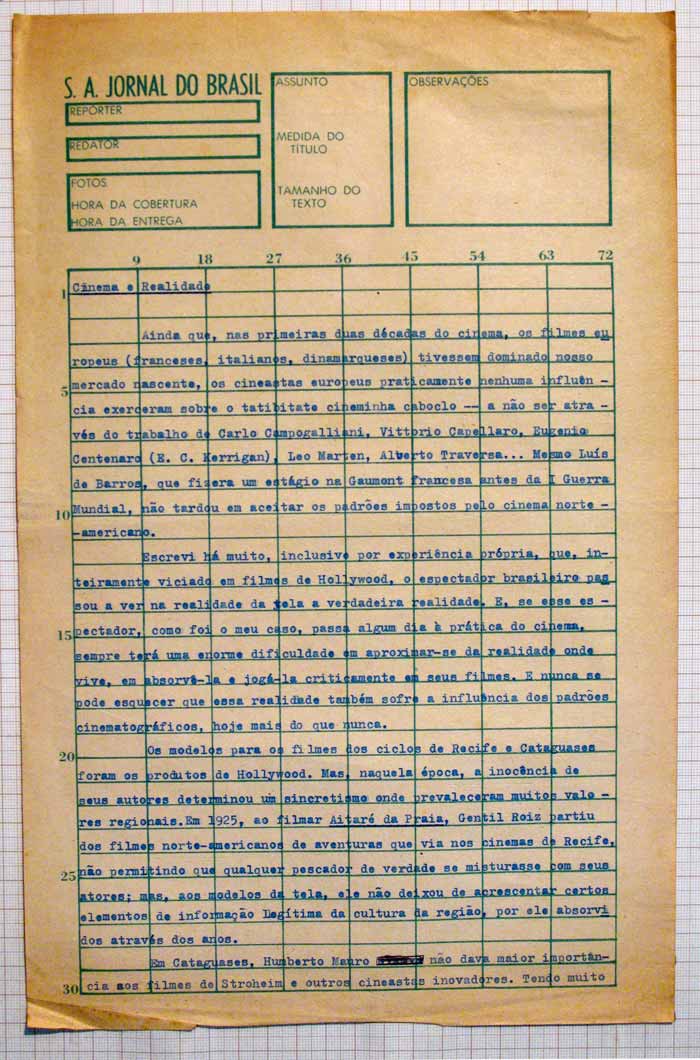 S. A. JORNAL DO BRASIL
REPÓRTER
REDATOR
FOTOS
HORA DA COBERTURA
HORA DA ENTREGA
ASSUNTO
MEDIDA DO
TÍTULO
TAMANHO DO
TEXTO
OBSERVAÇÕES
9 18 27 36 45 54 63 72
1 Cinema e Realidade
Ainda que, nas primeiras duas décadas do cinema, os filmes eu
ropeus (franceses, italianos, dinamarqueses) tivessem dominado nosso
5 mercado nascente, os cineastas europeus praticamente nenhuma influên -
cia exerceram sobre o tatibitate cineminha caboclo -- a não ser atra -
vés do trabalho de Carlo Campogalliani, Vittorio Capellaro, Eugenio
Centenaro (E. C. Kerrigan), Leo Marten, Alberto Traversa... Mesmo Luís
de Barros, que fizera um estágio na Gaumont francesa antes da I Guerra
10 Mundial, não tardou em aceitar os padrões impostos pelo cinema norte -
-americano.
Escrevi há muito, inclusive por experiência própria, que, in-
teiramente viciado em filmes de Hollywood, o espectador brasileiro pas
sou a ver na realidade da tela a verdadeira realidade. E, se esse es -
15 pectador, como foi o meu caso, passa algum dia à prática do cinema,
sempre terá uma enorme dificuldade em aproximar-se da realidade onde
vive, em absorvê-la e jogá-la criticamente em seus filmes. E nunca se
pode esquecer que essa realidade também sofre a influência dos padrões
cinematográficos, hoje mais do que nunca.
20 Os modelos para os filmes dos ciclos de Recife e Cataguases
foram os produtos de Hollywood. Mas, naquela época, a inocência de
seus autores determinou um sincretismo onde prevaleceram muitos valo -
res regionais. Em 1925, ao filmar Aitaré da Praia, Gentil Roiz partiu
dos filmes norte-americanos de aventuras que via nos cinemas de Recife,
25 não permitindo que qualquer pescador de verdade se misturasse com seus
atores; mas, aos modelos da tela, ele não deixou de acrescentar certos
elementos de informação legítima da cultura da região, por ele absorvi
dos através dos anos.
Em Cataguases, Humberto Mauro não dava maior importân-
30 cia aos filmes de Stroheim e outros cineastas inovadores. Tendo muito